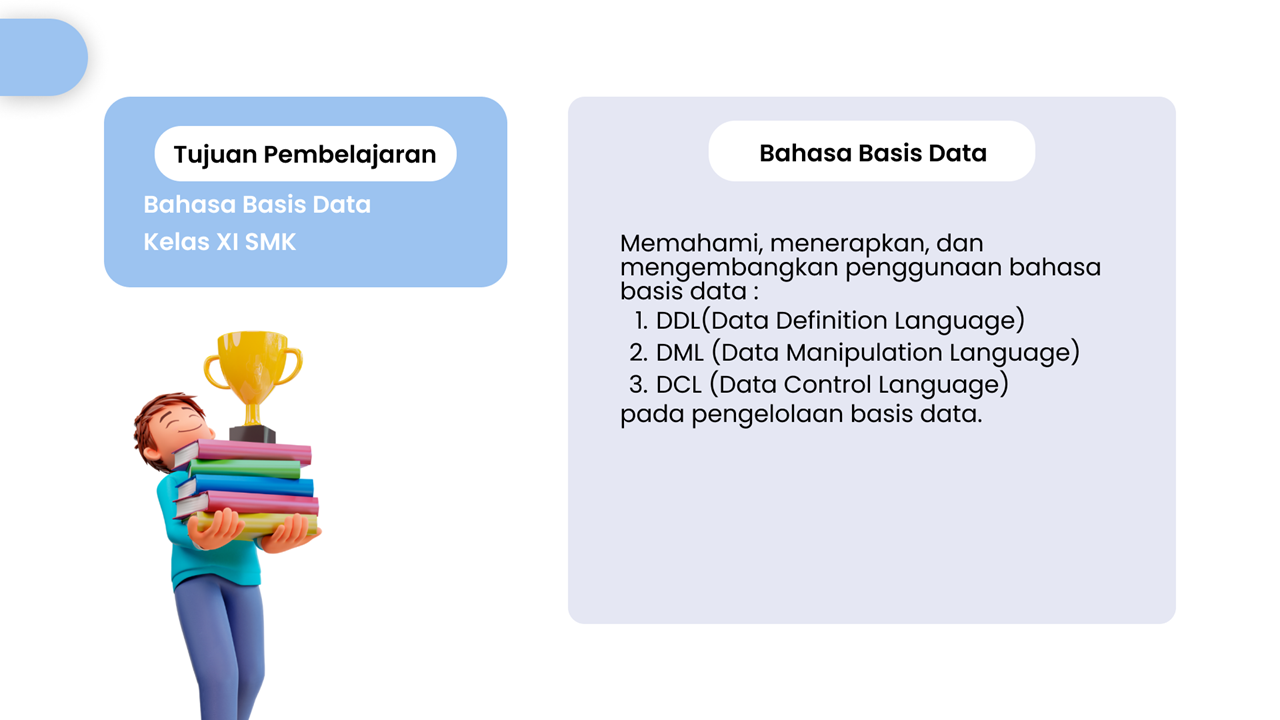 Tujuan Pembelajaran
Bahasa Basis Data
Kelas XI SMK
Bahasa Basis Data
Memahami, menerapkan, dan
mengembangkan penggunaan bahasa
basis data :
1. DDL(Data Definition Language)
2. DML (Data Manipulation Language)
3. DCL (Data Control Language)
pada pengelolaan basis data.